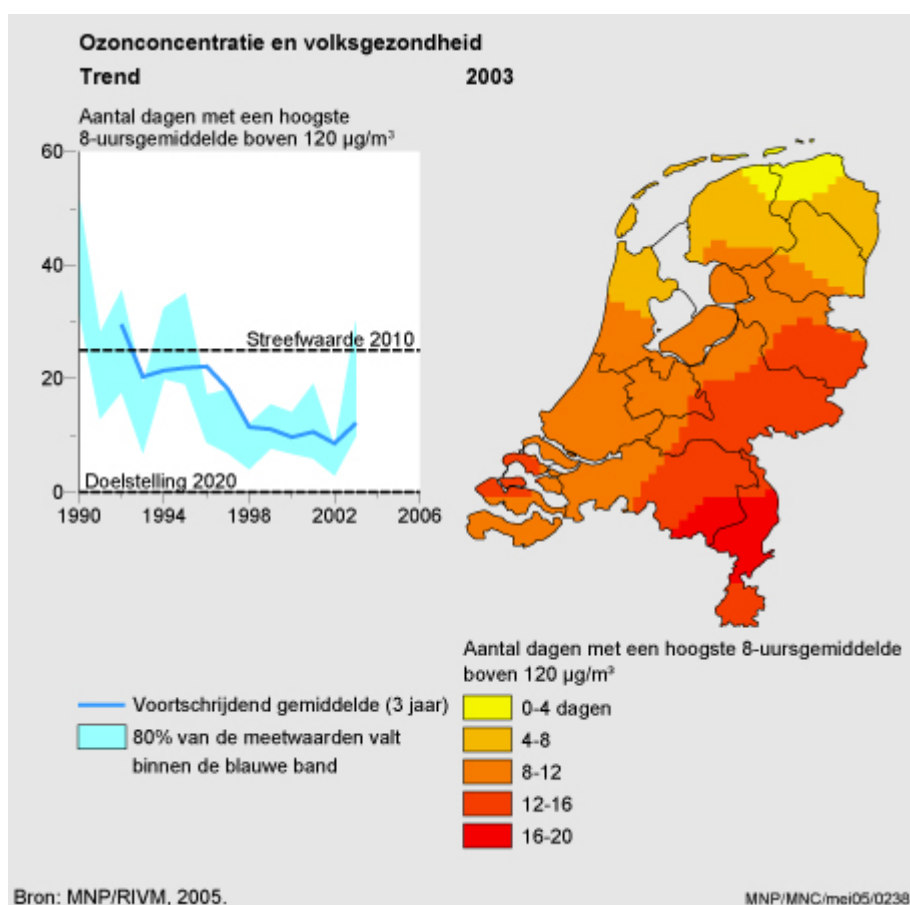 Ozonconcentratie en volksgezondheid
Trend
2003
Aantal dagen met een hoogste
8-uursgemiddelde boven 120 µg/m³
60
40
Streefwaarde 2010
20
Doelstelling 2020
0
1990
1994
1998
2002
2006
Voortschrijdend gemiddelde (3 jaar)
80% van de meetwaarden valt
binnen de blauwe band
Aantal dagen met een hoogste 8-uursgemiddelde
boven 120 µg/m³
0-4 dagen
4-8
8-12
12-16
16-20
Bron: MNP/RIVM, 2005.
MNP/MNC/mei05/0238